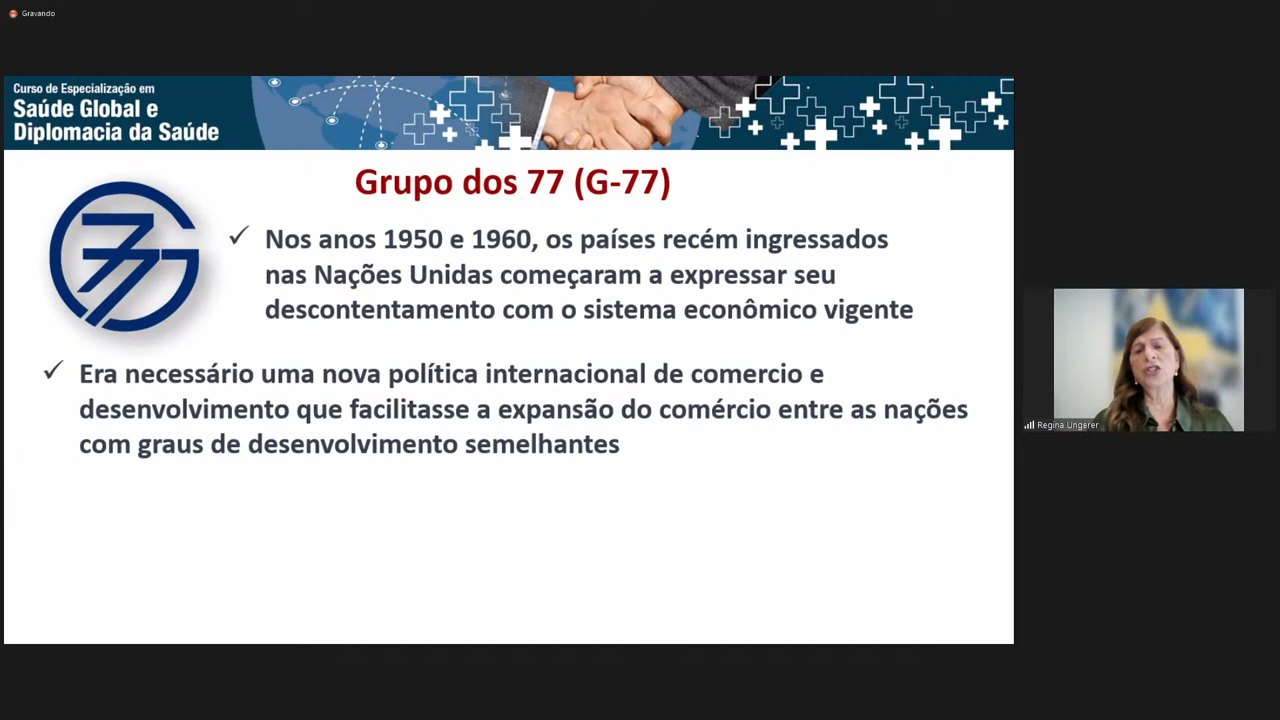 Gravando
Curso de Especialização em
Saúde Global e
Diplomacia da Saúde
Grupo dos 77 (G-77)
G77
✓ Nos anos 1950 e 1960, os países recém ingressados
nas Nações Unidas começaram a expressar seu
descontentamento com o sistema econômico vigente
✓ Era necessário uma nova política internacional de comercio e
desenvolvimento que facilitasse a expansão do comércio entre as nações
com graus de desenvolvimento semelhantes
Regina Ungerer